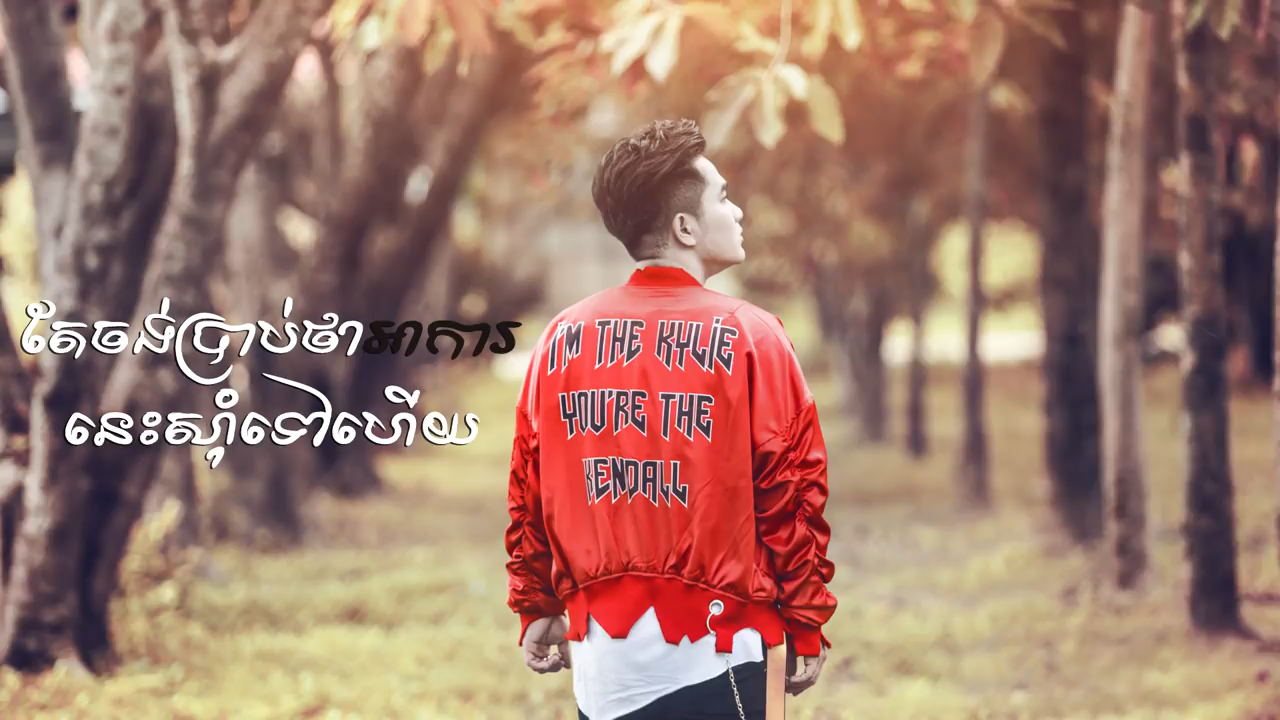 តែចង់ប្រាប់ថាអាការ
នេះស៊ាំទៅហើយ
I'M THE KYLIE
YOU'RE THE
KENDALL